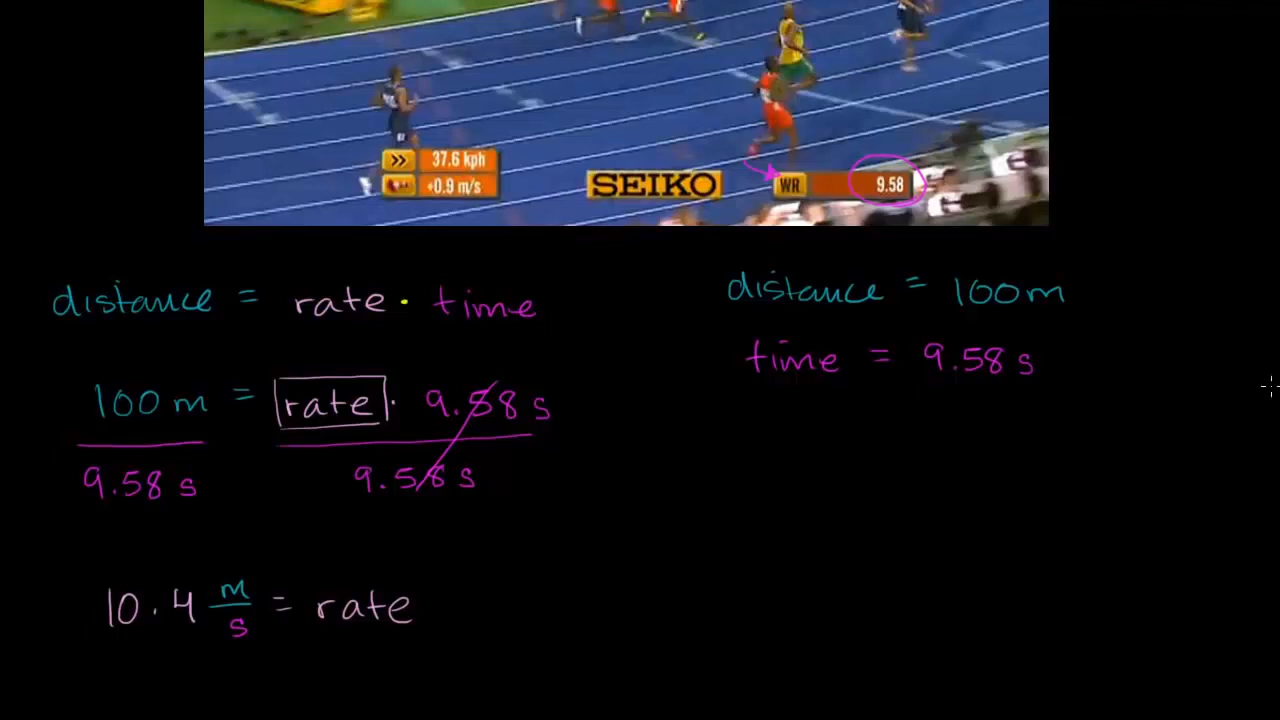 37.6 kph
+0.9 m/s
SEIKO
WR 9.58
distance = rate · time
100 m = rate · 9.58 s
9.58 s 9.58 s
10.4 m/s = rate
distance = 100 m
time = 9.58 s